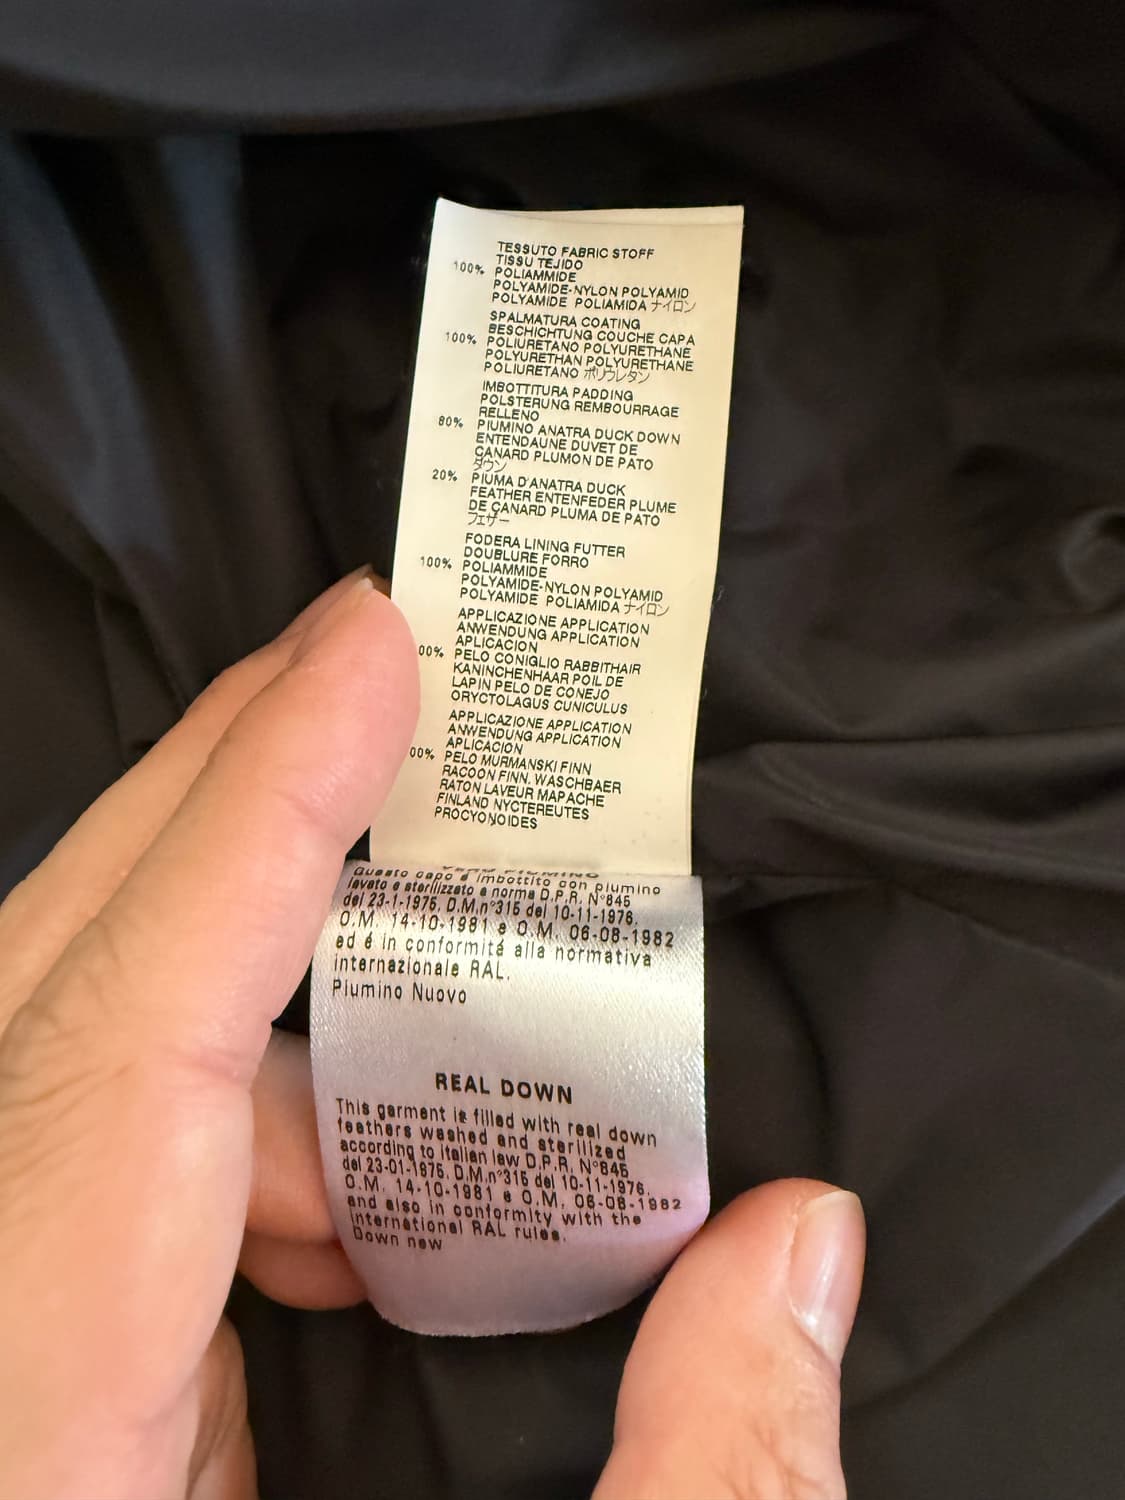 TESSUTO FABRIC STOFF
TISSU TEJIDO
100% POLIAMMIDE
POLYAMIDE-NYLON POLYAMID
POLYAMIDE POLIAMIDA ナイロン
SPALMATURA COATING
BESCHICHTUNG COUCHE CAPA
100% POLIURETANO POLYURETHANE
POLYURETHAN POLYURETHANE
POLIURETANO ポリウレタン
IMBOTTITURA PADDING
POLSTERUNG REMBOURRAGE
RELLENO
80% PIUMINO ANATRA DUCK DOWN
ENTENDAUNE DUVET DE
CANARD PLUMON DE PATO
ダウン
20% PIUMA D'ANATRA DUCK
FEATHER ENTENFEDER PLUME
DE CANARD PLUMA DE PATO
フェザー
FODERA LINING FUTTER
DOUBLURE FORRO
100% POLIAMMIDE
POLYAMIDE-NYLON POLYAMID
POLYAMIDE POLIAMIDA ナイロン
APPLICAZIONE APPLICATION
ANWENDUNG APPLICATION
APLICACION
00% PELO CONIGLIO RABBITHAIR
KANINCHENHAAR POIL DE
LAPIN PELO DE CONEJO
ORYCTOLAGUS CUNICULUS
APPLICAZIONE APPLICATION
ANWENDUNG APPLICATION
APLICACION
00% PELO MURMANSKI FINN
RACOON FINN. WASCHBAER
RATON LAVEUR MAPACHE
FINLAND NYCTEREUTES
PROCYONOIDES
Questo capo é imbottito con piumino
lavato e sterilizzato a norma D.P.R. N°845
del 23-1-1975. D.M.n°315 del 10-11-1976.
O.M. 14-10-1981 e O.M. 06-08-1982
ed é in conformitá alla normativa
internazionale RAL.
Piumino Nuovo
REAL DOWN
This garment is filled with real down
feathers washed and sterilized
according to italian law D.P.R. N°845
del 23-01-1975. D.M.n°315 del 10-11-1976.
O.M. 14-10-1981 e O.M. 06-08-1982
and also in conformity with the
international RAL rules.
Down new